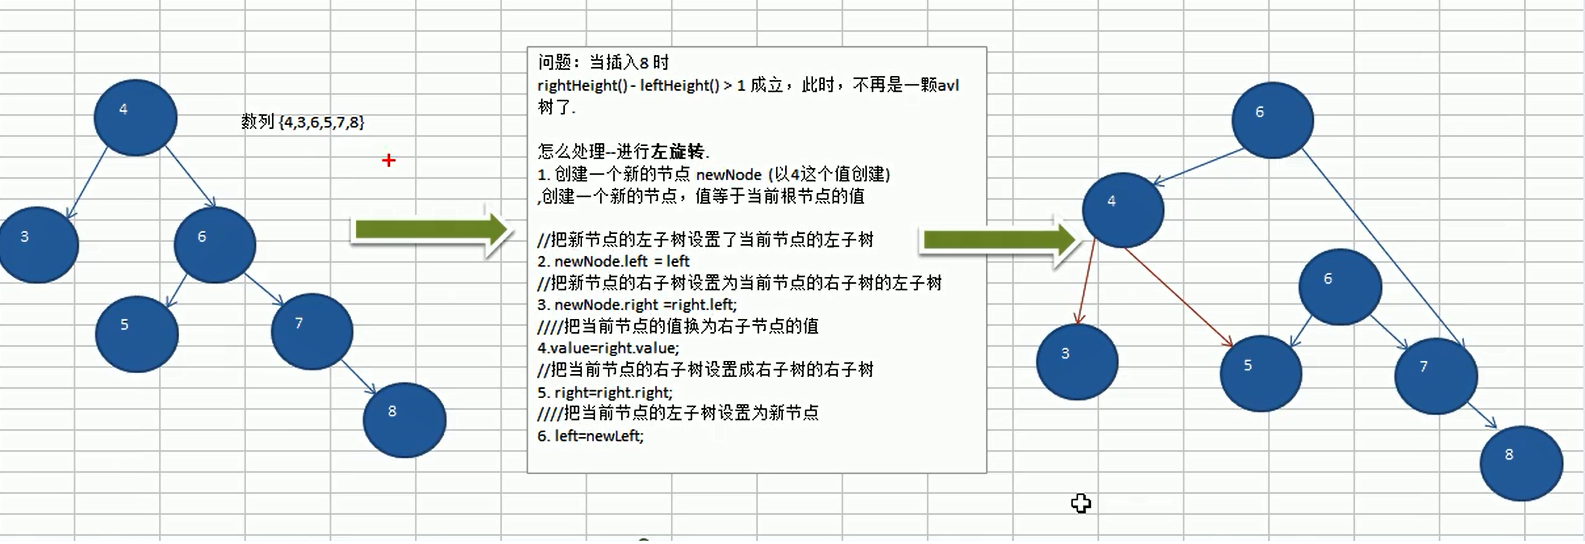 4
数列 {4,3,6,5,7,8}
3
6
5
7
8
问题：当插入8 时
rightHeight() - leftHeight() > 1 成立，此时，不再是一颗avl
树了.
怎么处理--进行左旋转.
1. 创建一个新的节点 newNode (以4这个值创建)
,创建一个新的节点，值等于当前根节点的值
//把新节点的左子树设置了当前节点的左子树
2. newNode.left = left
//把新节点的右子树设置为当前节点的右子树的左子树
3. newNode.right =right.left;
////把当前节点的值换为右子节点的值
4.value=right.value;
//把当前节点的右子树设置成右子树的右子树
5. right=right.right;
////把当前节点的左子树设置为新节点
6. left=newLeft;
6
4
6
3
5
7
8